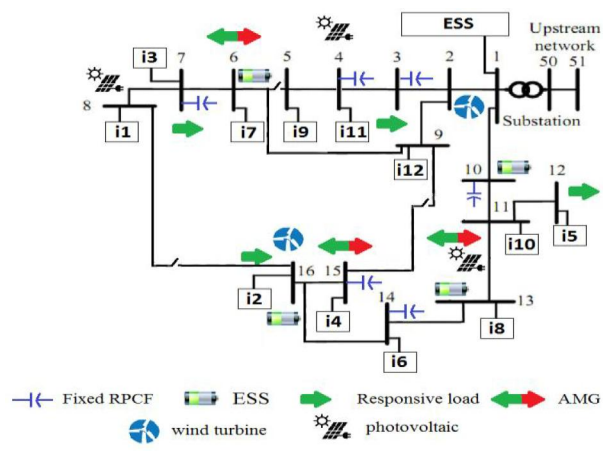 ESS
Upstream
network
i3
7
6
5
4
3
2
1
50
51
Substation
8
i1
i7
i9
i11
9
i12
10
12
11
i10
i5
16
15
14
13
i2
i4
i8
i6
Fixed RPCF
ESS
Responsive load
AMG
wind turbine
photovoltaic